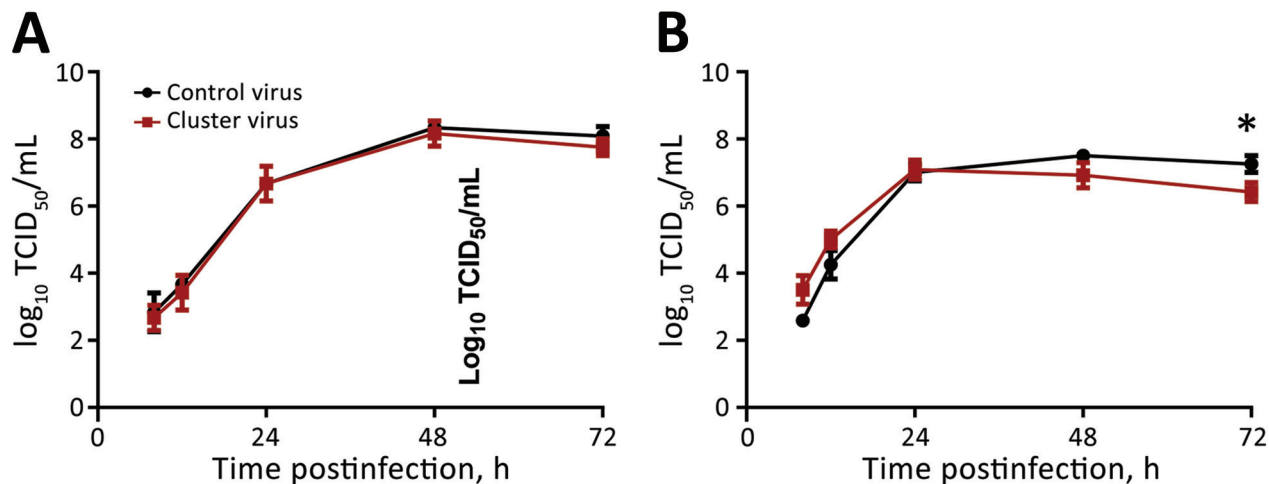 A
10
8
6
4
2
0
log₁₀ TCID₅₀/mL
Control virus
Cluster virus
Log₁₀ TCID₅₀/mL
0 24 48 72
Time postinfection, h
B
10
8
6
4
2
0
log₁₀ TCID₅₀/mL
*
0 24 48 72
Time postinfection, h